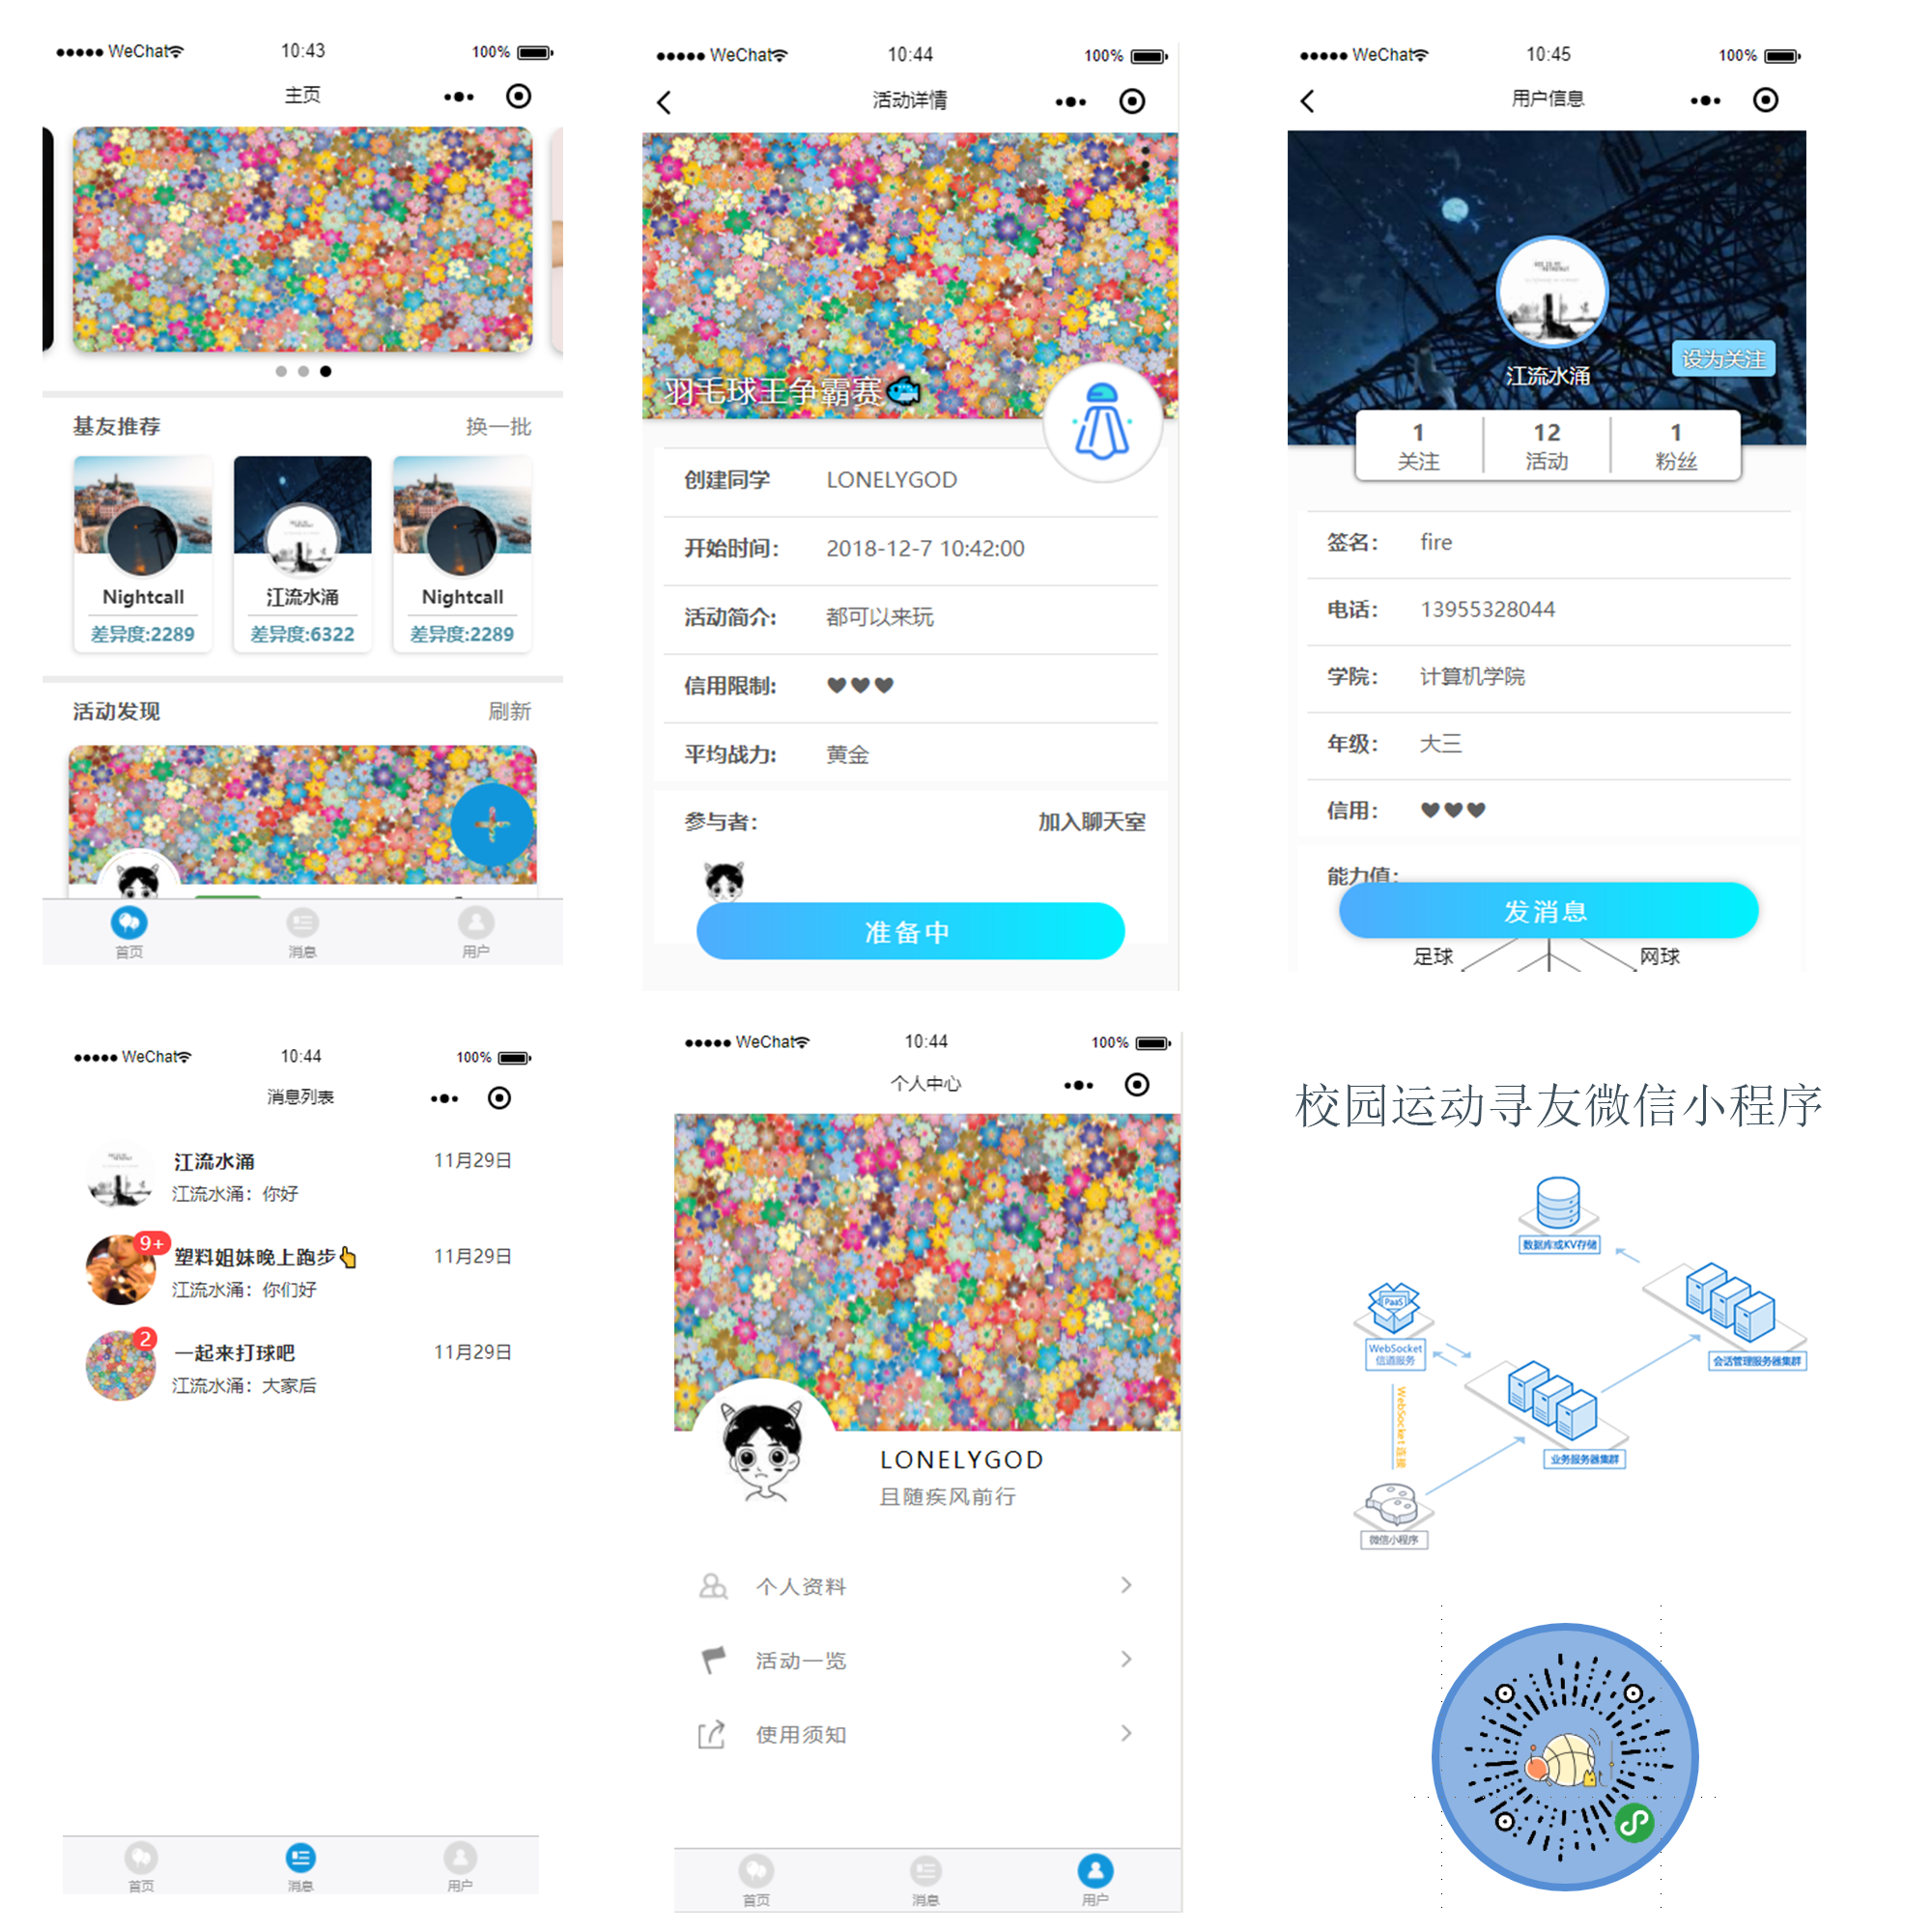 WeChat 10:43 100%
主页
基友推荐 换一批
Nightcall 江流水涌 Nightcall
差异度:2289 差异度:6322 差异度:2289
活动发现 刷新
首页 消息 用户
WeChat 10:44 100%
活动详情
羽毛球王争霸赛🐟
创建同学 LONELYGOD
开始时间: 2018-12-7 10:42:00
活动简介: 都可以来玩
信用限制: ♥♥♥
平均战力: 黄金
参与者: 加入聊天室
准备中
WeChat 10:45 100%
用户信息
江流水涌
设为关注
1 12 1
关注 活动 粉丝
签名: fire
电话: 13955328044
学院: 计算机学院
年级: 大三
信用: ♥♥♥
能力值:
发消息
足球 网球
WeChat 10:44 100%
消息列表
江流水涌 11月29日
江流水涌: 你好
9+
塑料姐妹晚上跑步👆 11月29日
江流水涌: 你们好
2
一起来打球吧 11月29日
江流水涌: 大家后
首页 消息 用户
WeChat 10:44 100%
个人中心
LONELYGOD
且随疾风前行
个人资料
活动一览
使用须知
首页 消息 用户
校园运动寻友微信小程序
数据库或KV存储
PaaS
WebSocket
信道服务
会话管理服务器集群
WebSocket 连接
业务服务器集群
微信小程序